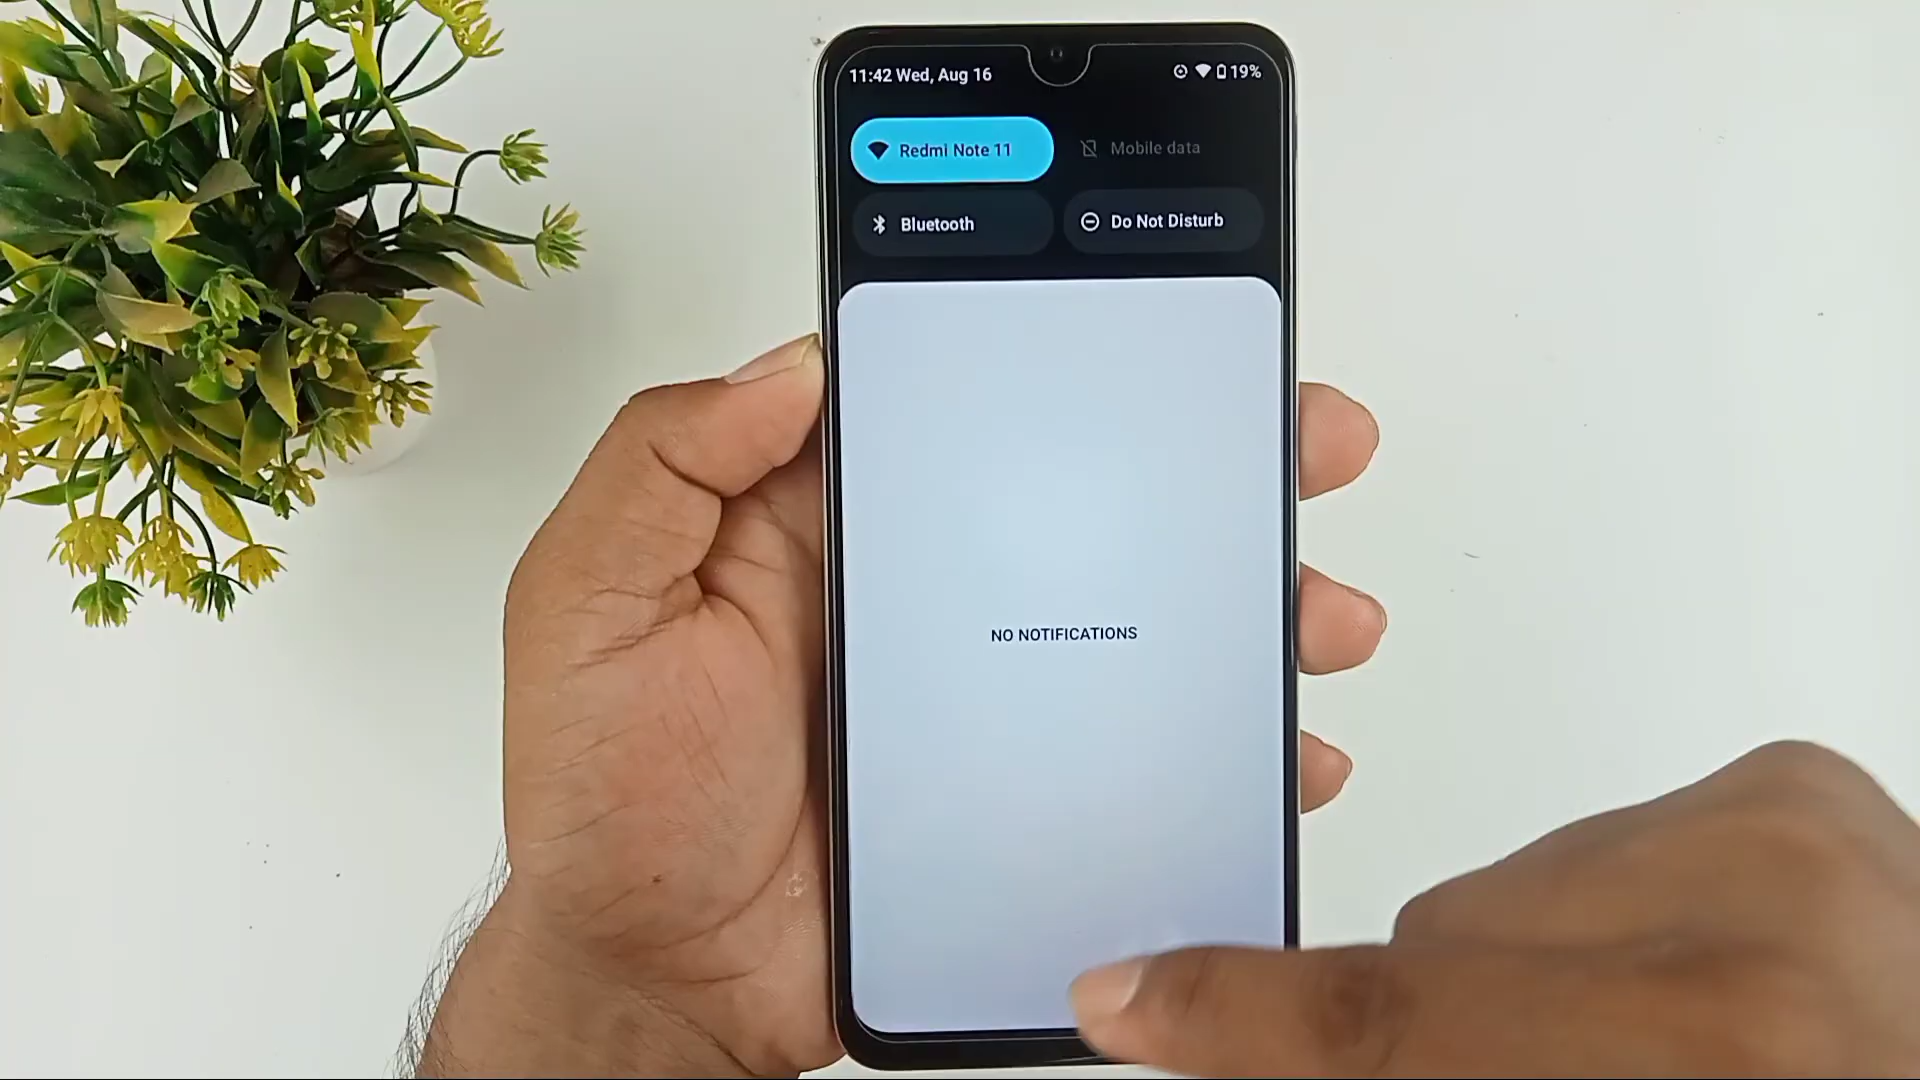 11:42 Wed, Aug 16 19%
Redmi Note 11 Mobile data
Bluetooth Do Not Disturb
NO NOTIFICATIONS